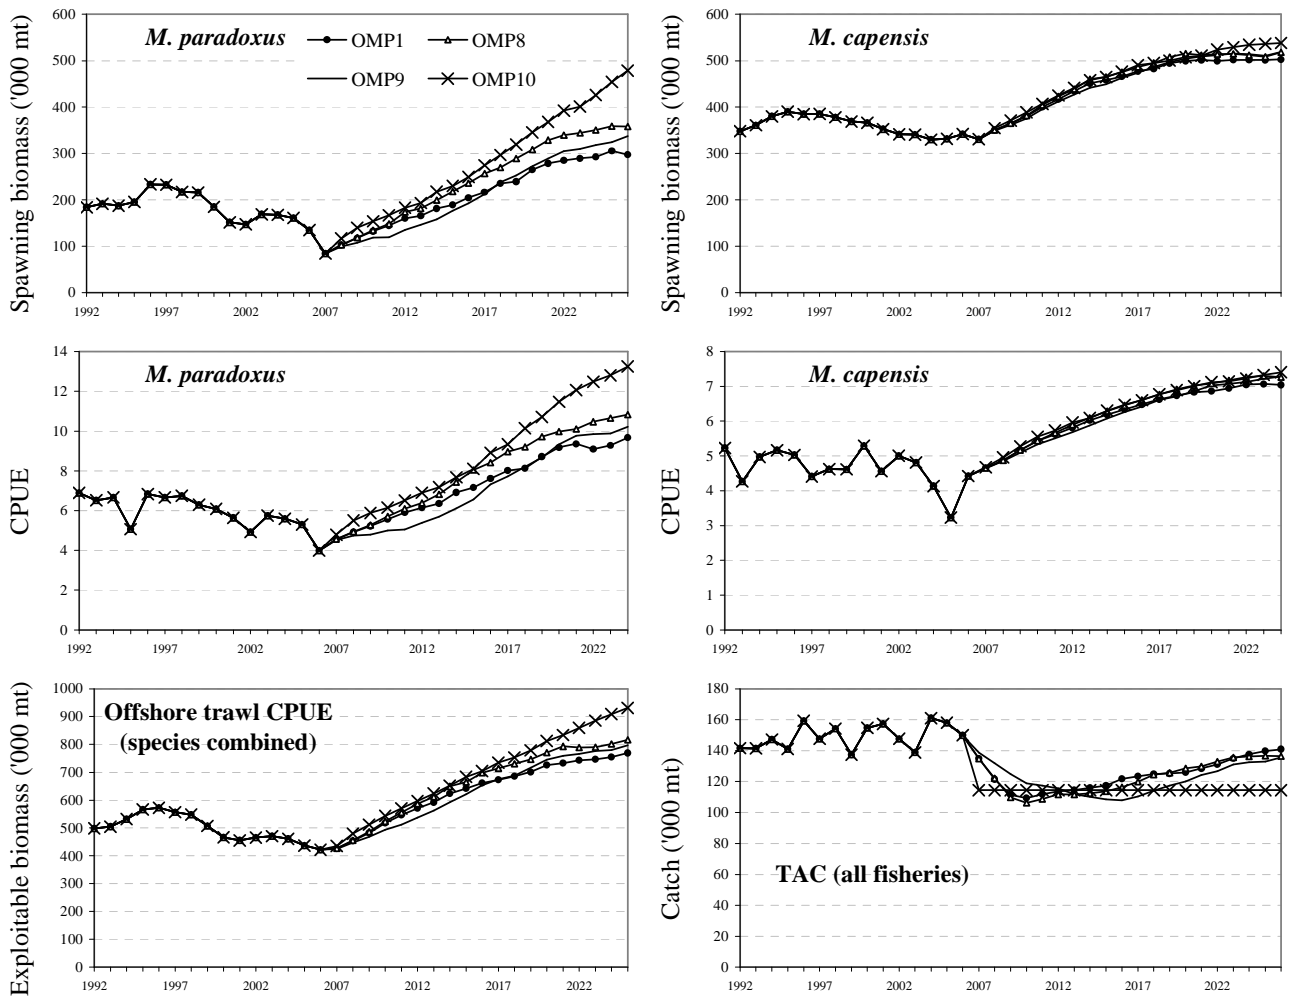 Spawning biomass ('000 mt)
M. paradoxus
OMP1
OMP8
OMP9
OMP10
600
500
400
300
200
100
0
1992 1997 2002 2007 2012 2017 2022
Spawning biomass ('000 mt)
M. capensis
600
500
400
300
200
100
0
1992 1997 2002 2007 2012 2017 2022
CPUE
M. paradoxus
14
12
10
8
6
4
2
0
1992 1997 2002 2007 2012 2017 2022
CPUE
M. capensis
8
7
6
5
4
3
2
1
0
1992 1997 2002 2007 2012 2017 2022
Exploitable biomass ('000 mt)
Offshore trawl CPUE
(species combined)
1000
900
800
700
600
500
400
300
200
100
0
1992 1997 2002 2007 2012 2017 2022
Catch ('000 mt)
TAC (all fisheries)
180
160
140
120
100
80
60
40
20
0
1992 1997 2002 2007 2012 2017 2022